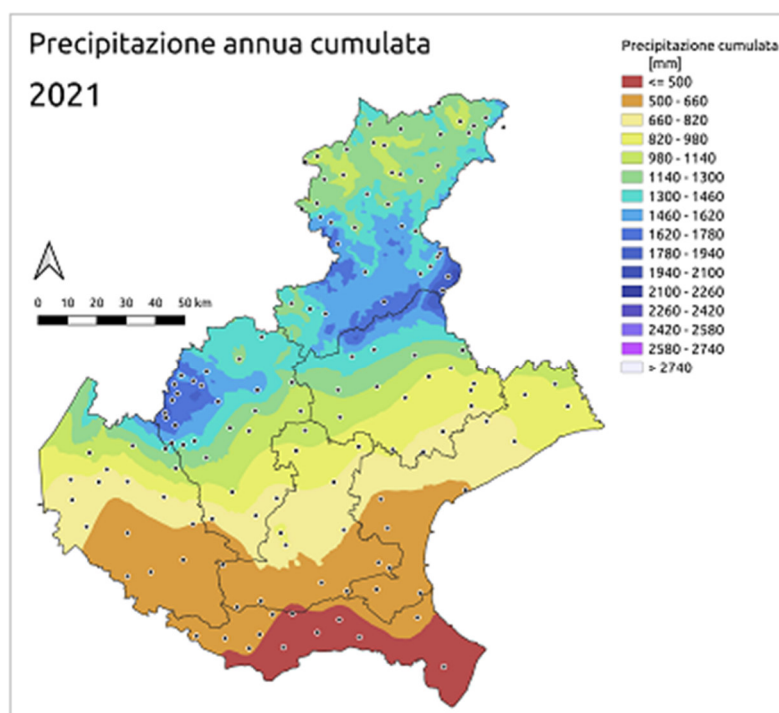 Precipitazione annua cumulata
2021
Precipitazione cumulata
[mm]
<= 500
500 - 660
660 - 820
820 - 980
980 - 1140
1140 - 1300
1300 - 1460
1460 - 1620
1620 - 1780
1780 - 1940
1940 - 2100
2100 - 2260
2260 - 2420
2420 - 2580
2580 - 2740
> 2740
0 10 20 30 40 50 km